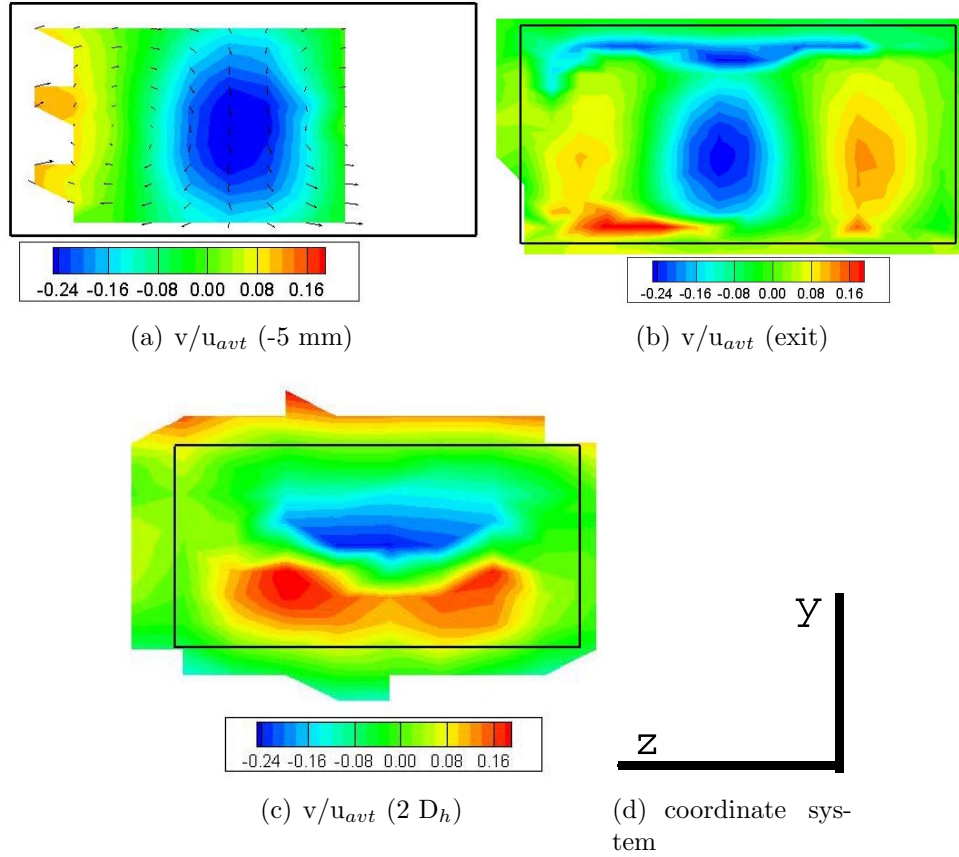 -0.24 -0.16 -0.08 0.00 0.08 0.16
(a) v/u_avt (-5 mm)
-0.24 -0.16 -0.08 0.00 0.08 0.16
(b) v/u_avt (exit)
-0.24 -0.16 -0.08 0.00 0.08 0.16
(c) v/u_avt (2 D_h)
y
z
(d) coordinate sys-
tem